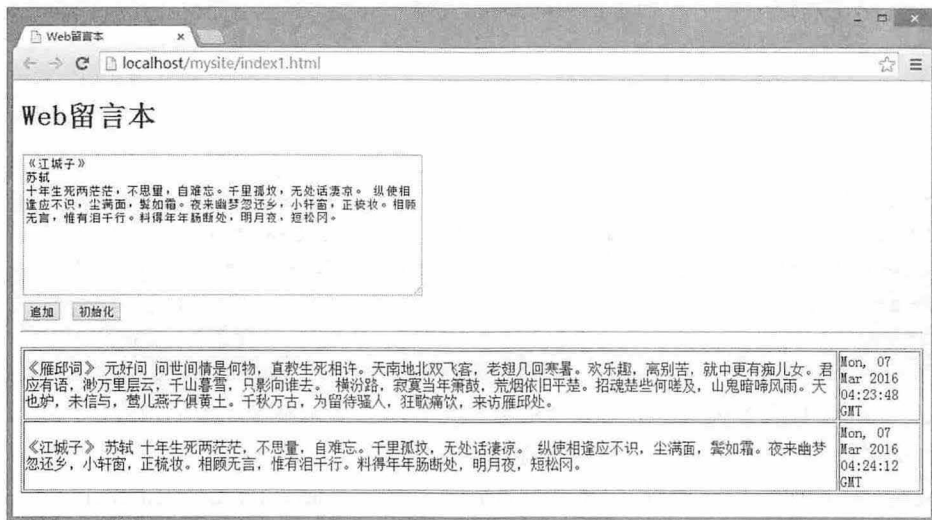 Web留言本
localhost/mysite/index1.html
Web留言本
《江城子》
苏轼
十年生死两茫茫，不思量，自难忘。千里孤坟，无处话凄凉。 纵使相
逢应不识，尘满面，鬓如霜。夜来幽梦忽还乡，小轩窗，正梳妆。相顾
无言，惟有泪千行。料得年年肠断处，明月夜，短松冈。
追加 初始化
《雁邱词》 元好问 问世间情是何物，直教生死相许。天南地北双飞客，老翅几回寒暑。欢乐趣，离别苦，就中更有痴儿女。君
应有语，渺万里层云，千山暮雪，只影向谁去。 横汾路，寂寞当年箫鼓，荒烟依旧平楚。招魂楚些何嗟及，山鬼暗啼风雨。天
也妒，未信与，莺儿燕子俱黄土。千秋万古，为留待骚人，狂歌痛饮，来访雁邱处。
Mon, 07
Mar 2016
04:23:48
GMT
《江城子》 苏轼 十年生死两茫茫，不思量，自难忘。千里孤坟，无处话凄凉。 纵使相逢应不识，尘满面，鬓如霜。夜来幽梦
忽还乡，小轩窗，正梳妆。相顾无言，惟有泪千行。料得年年肠断处，明月夜，短松冈。
Mon, 07
Mar 2016
04:24:12
GMT